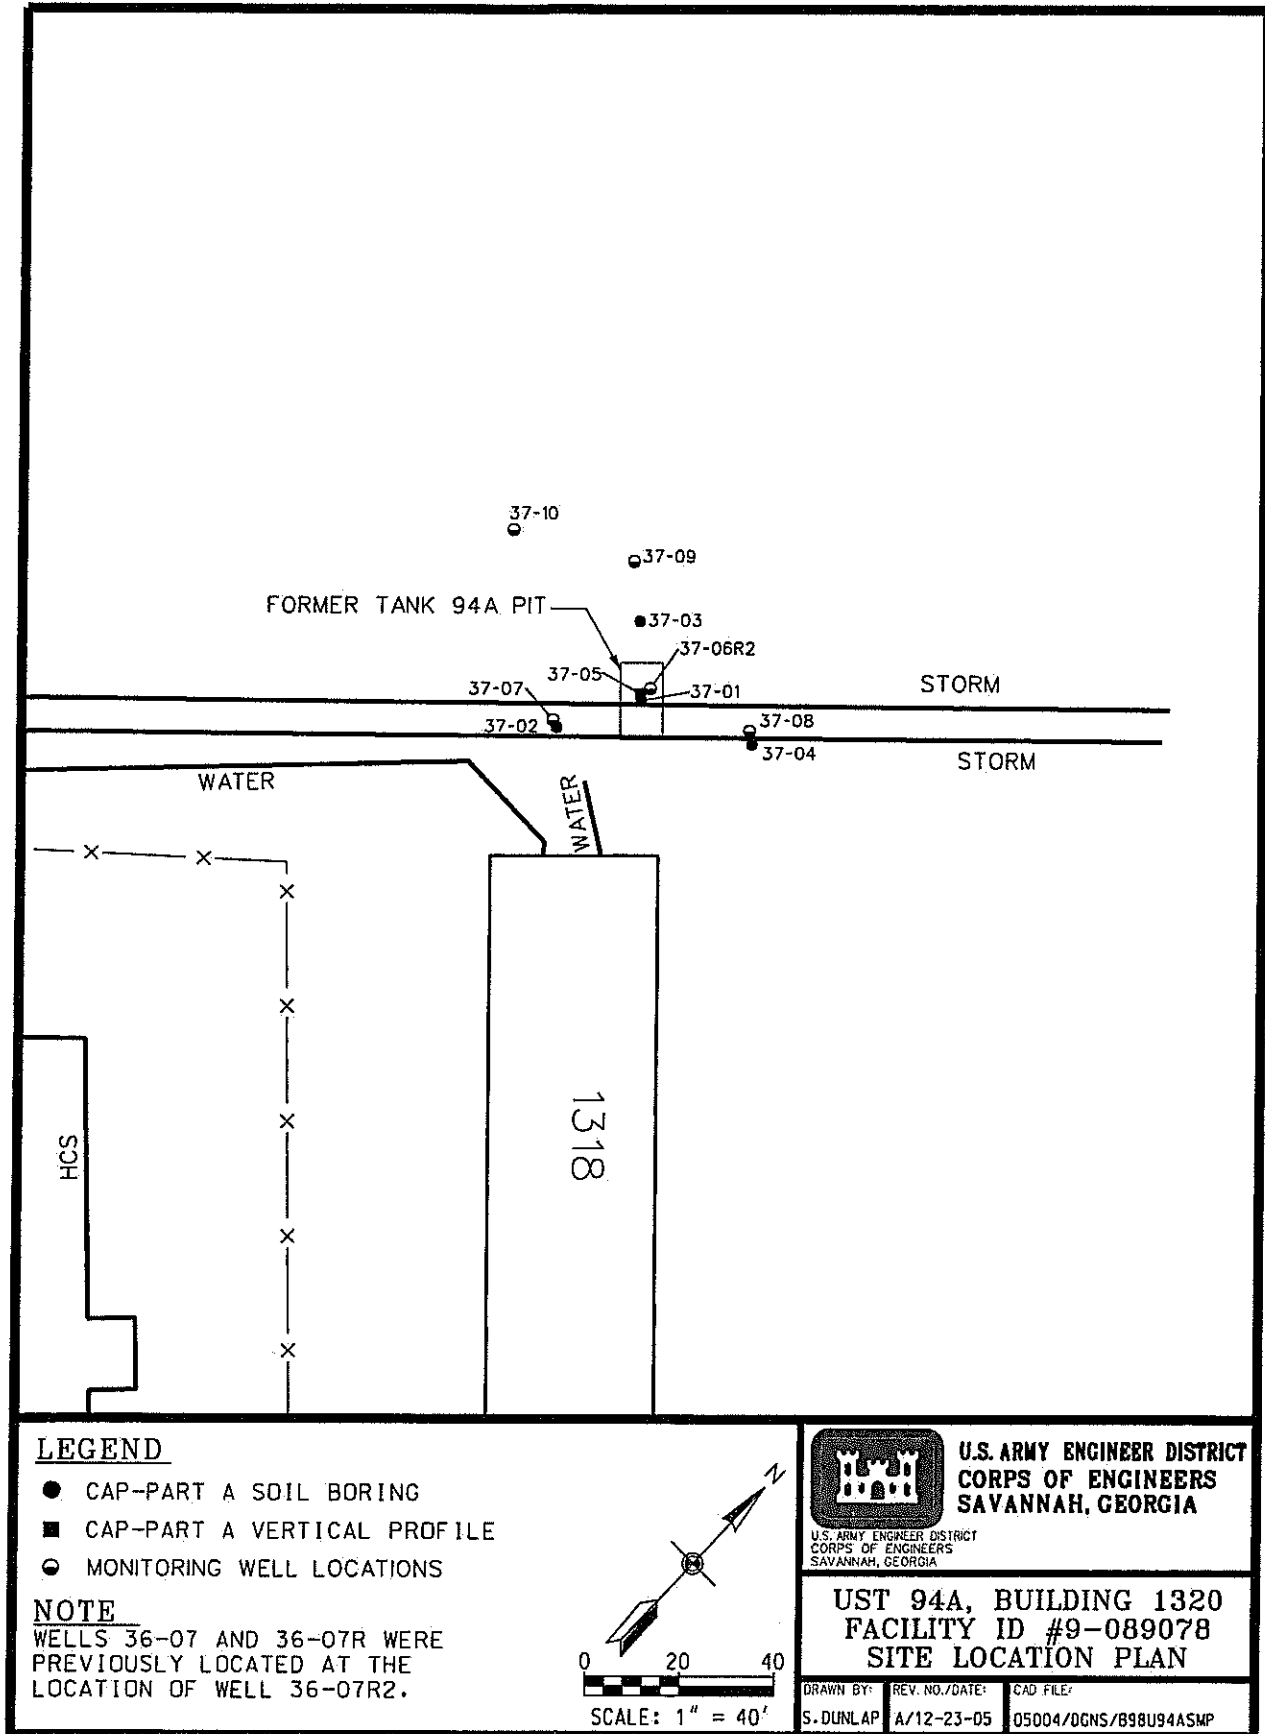 37-10
37-09
FORMER TANK 94A PIT
37-03
37-06R2
37-05
37-01
37-07
37-02
STORM
37-08
37-04
STORM
WATER
WATER
HCS
1318
LEGEND
CAP-PART A SOIL BORING
CAP-PART A VERTICAL PROFILE
MONITORING WELL LOCATIONS
NOTE
WELLS 36-07 AND 36-07R WERE
PREVIOUSLY LOCATED AT THE
LOCATION OF WELL 36-07R2.
N
0 20 40
SCALE: 1" = 40'
U.S. ARMY ENGINEER DISTRICT
CORPS OF ENGINEERS
SAVANNAH, GEORGIA
U.S. ARMY ENGINEER DISTRICT
CORPS OF ENGINEERS
SAVANNAH, GEORGIA
UST 94A, BUILDING 1320
FACILITY ID #9-089078
SITE LOCATION PLAN
DRAWN BY: REV. NO./DATE: CAD FILE:
S.DUNLAP A/12-23-05 05004/DGNS/B98U94ASMP